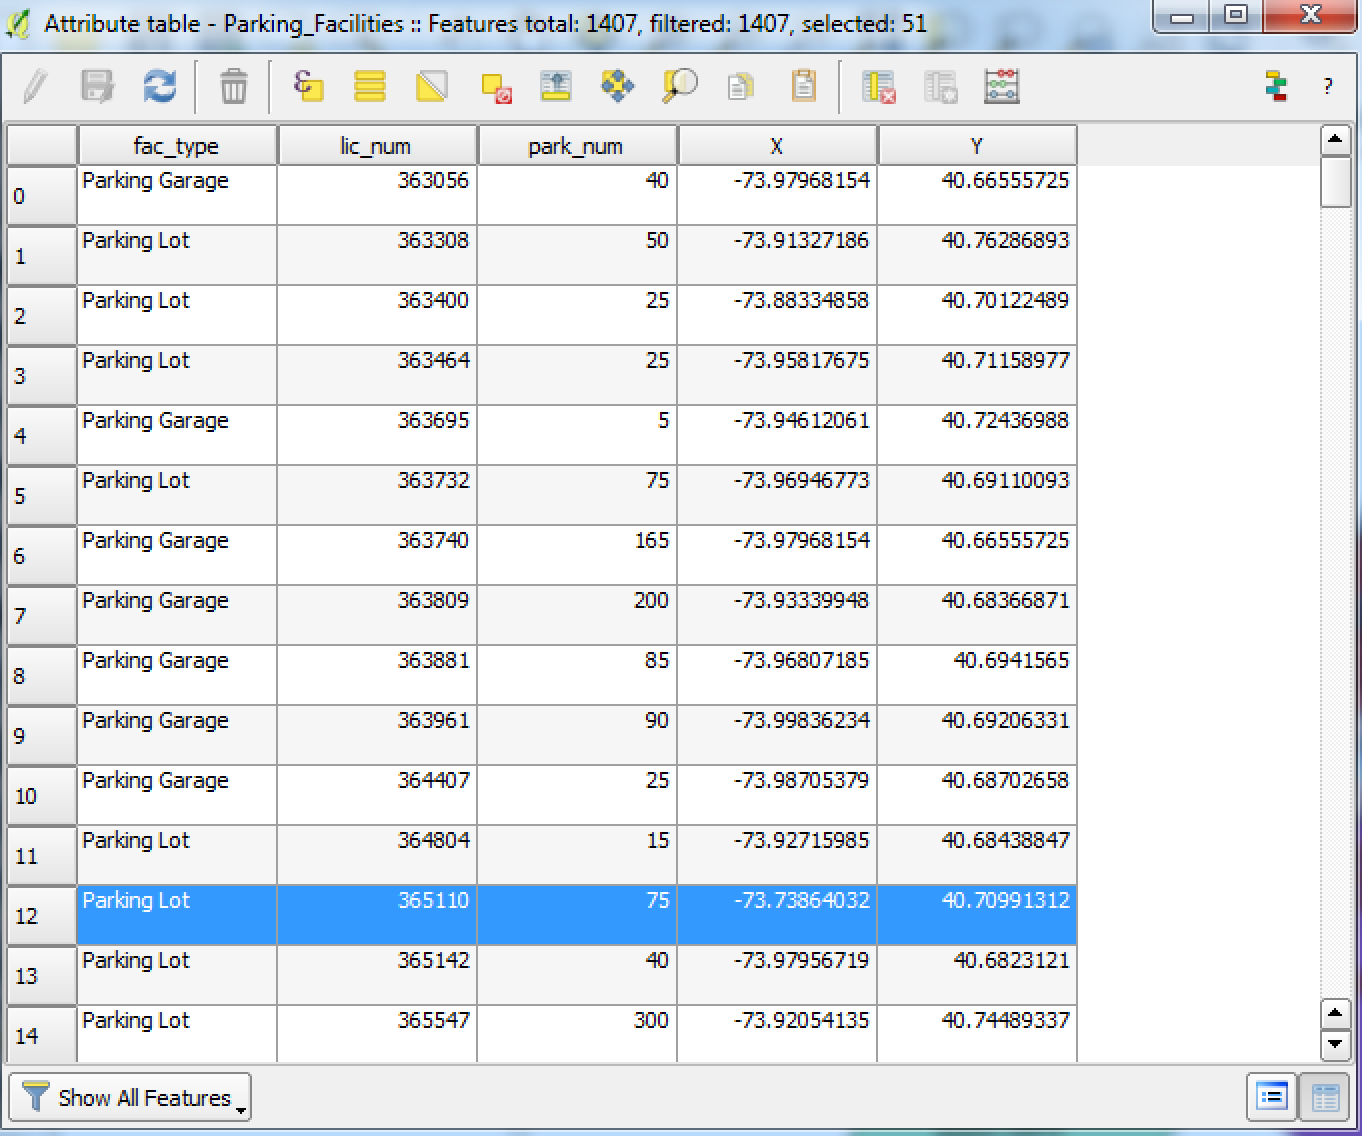 Attribute table - Parking_Facilities :: Features total: 1407, filtered: 1407, selected: 51
?
fac_type lic_num park_num X Y
0 Parking Garage 363056 40 -73.97968154 40.66555725
1 Parking Lot 363308 50 -73.91327186 40.76286893
2 Parking Lot 363400 25 -73.88334858 40.70122489
3 Parking Lot 363464 25 -73.95817675 40.71158977
4 Parking Garage 363695 5 -73.94612061 40.72436988
5 Parking Lot 363732 75 -73.96946773 40.69110093
6 Parking Garage 363740 165 -73.97968154 40.66555725
7 Parking Garage 363809 200 -73.93339948 40.68366871
8 Parking Garage 363881 85 -73.96807185 40.6941565
9 Parking Garage 363961 90 -73.99836234 40.69206331
10 Parking Garage 364407 25 -73.98705379 40.68702658
11 Parking Lot 364804 15 -73.92715985 40.68438847
12 Parking Lot 365110 75 -73.73864032 40.70991312
13 Parking Lot 365142 40 -73.97956719 40.6823121
14 Parking Lot 365547 300 -73.92054135 40.74489337
Show All Features